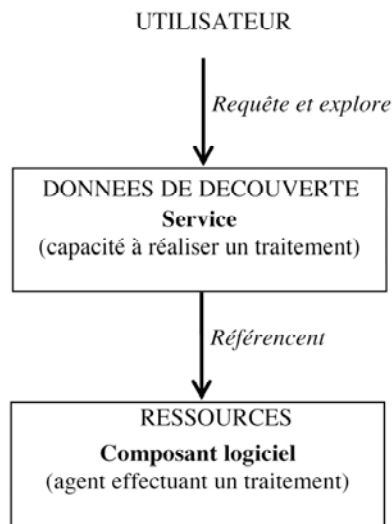 UTILISATEUR
Requête et explore
DONNEES DE DECOUVERTE
Service
(capacité à réaliser un traitement)
Référencent
RESSOURCES
Composant logiciel
(agent effectuant un traitement)